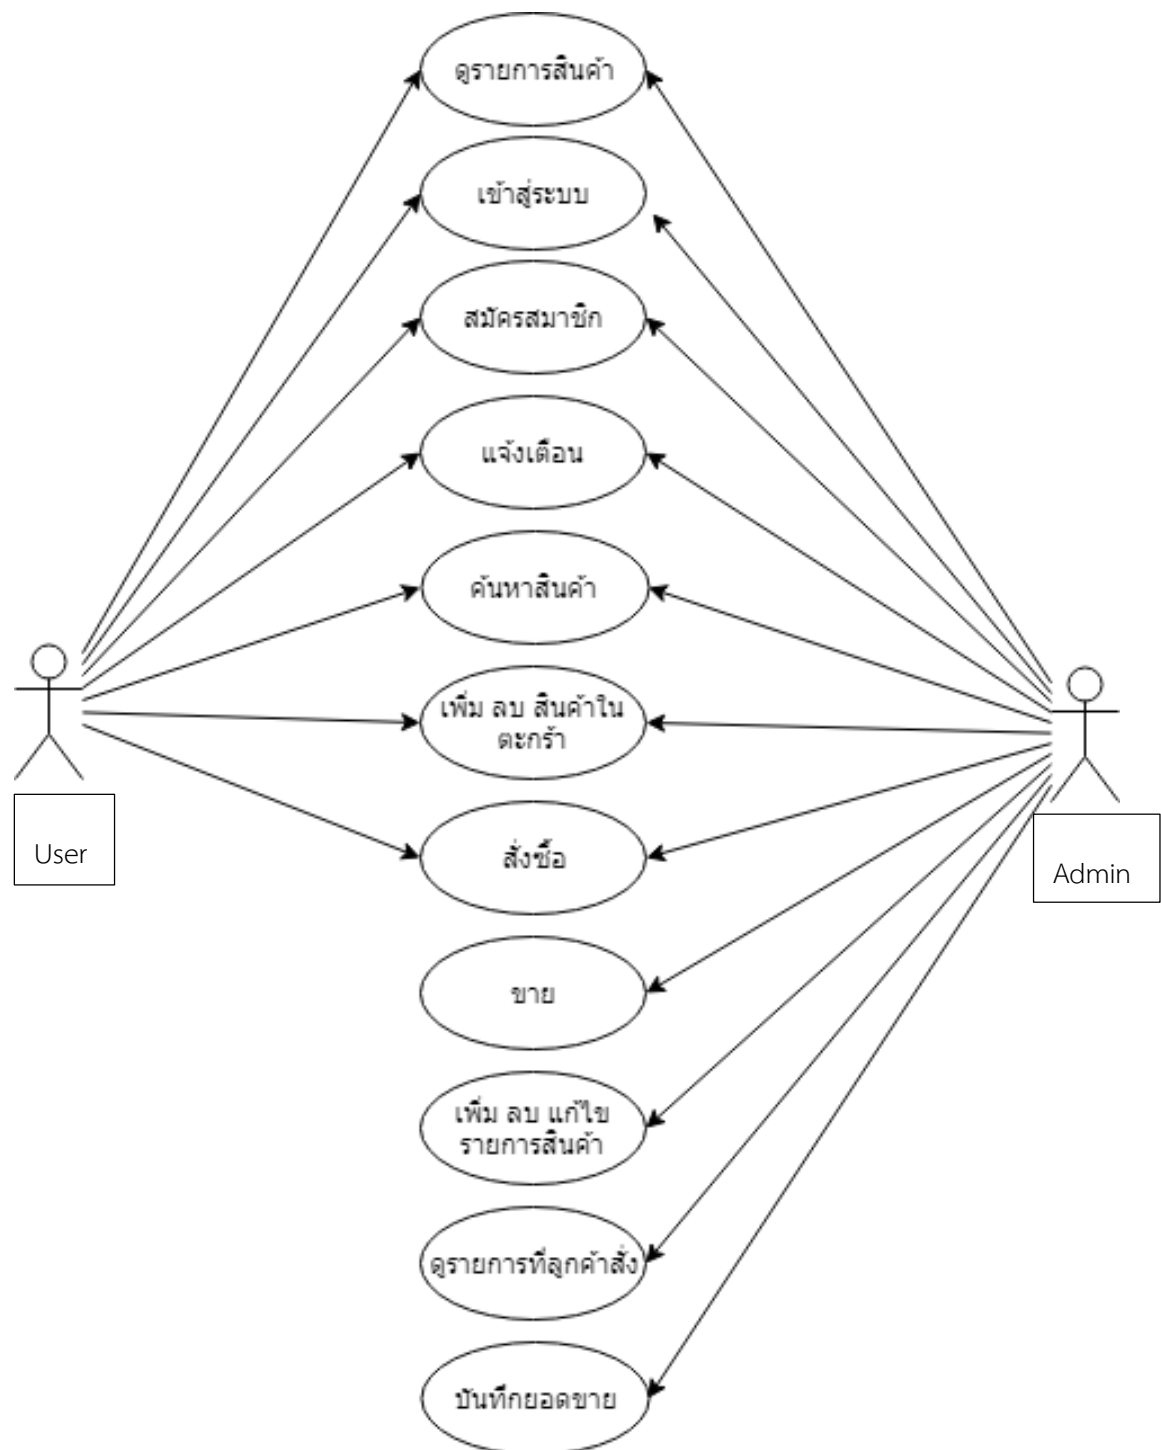 ดูรายการสินค้า
เข้าสู่ระบบ
สมัครสมาชิก
แจ้งเตือน
ค้นหาสินค้า
เพิ่ม ลบ สินค้าใน
ตะกร้า
สั่งซื้อ
User
Admin
ขาย
เพิ่ม ลบ แก้ไข
รายการสินค้า
ดูรายการที่ลูกค้าสั่ง
บันทึกยอดขาย